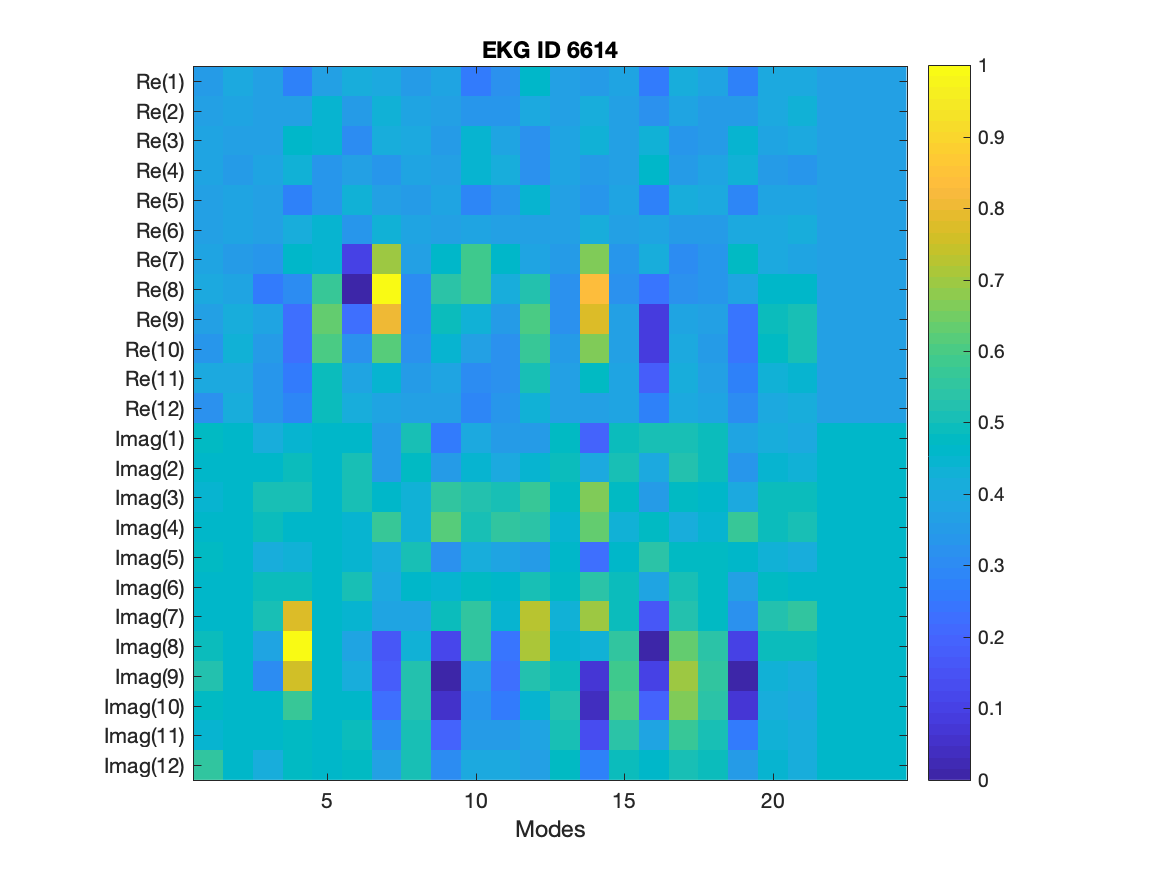 EKG ID 6614
Re(1)
Re(2)
Re(3)
Re(4)
Re(5)
Re(6)
Re(7)
Re(8)
Re(9)
Re(10)
Re(11)
Re(12)
Imag(1)
Imag(2)
Imag(3)
Imag(4)
Imag(5)
Imag(6)
Imag(7)
Imag(8)
Imag(9)
Imag(10)
Imag(11)
Imag(12)
5 10 15 20
Modes
1
0.9
0.8
0.7
0.6
0.5
0.4
0.3
0.2
0.1
0